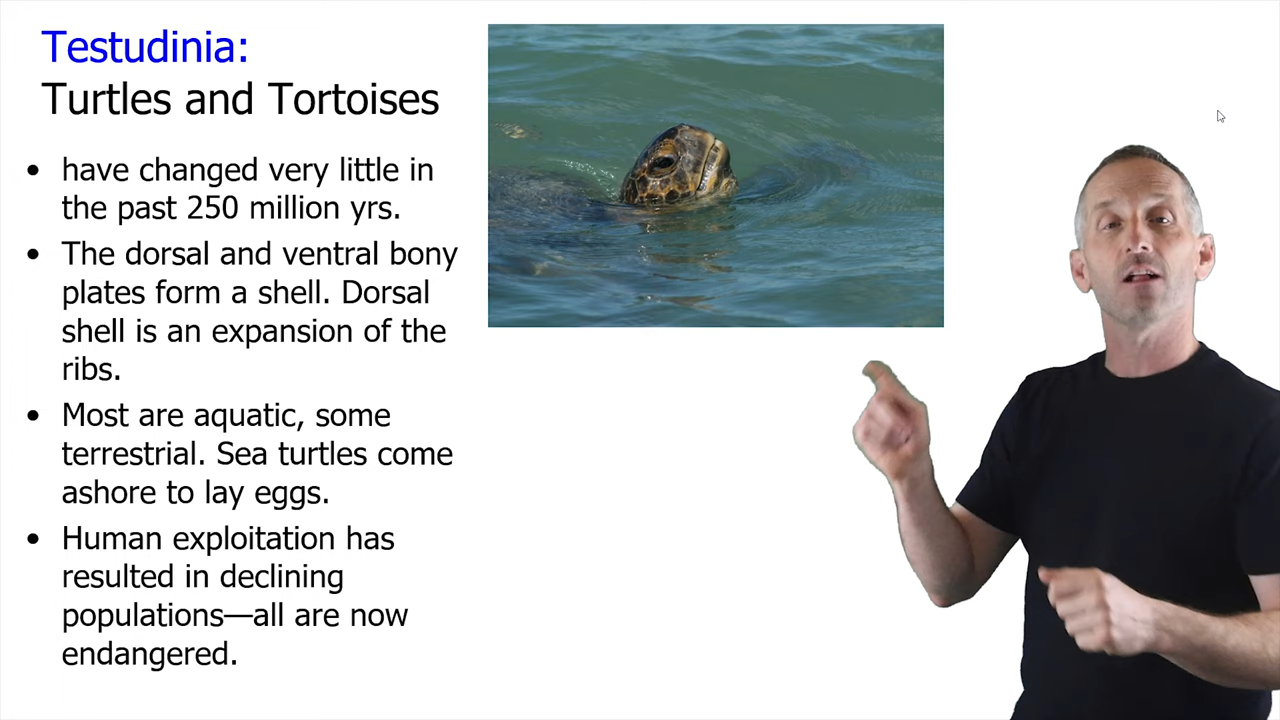 Testudinia:
Turtles and Tortoises
• have changed very little in
the past 250 million yrs.
• The dorsal and ventral bony
plates form a shell. Dorsal
shell is an expansion of the
ribs.
• Most are aquatic, some
terrestrial. Sea turtles come
ashore to lay eggs.
• Human exploitation has
resulted in declining
populations—all are now
endangered.